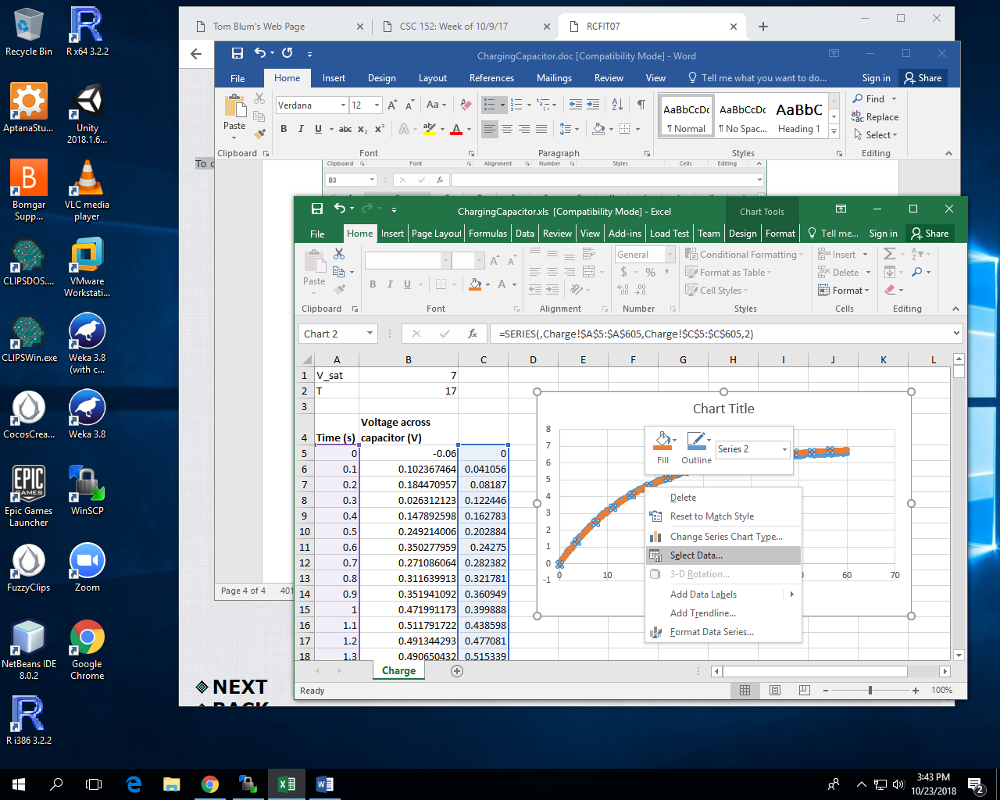 Recycle Bin
R x64 3.2.2
AptanaStu...
Unity
2018.1.6...
Bomgar
Supp...
VLC media
player
CLIPSDOS....
VMware
Workstati...
CLIPSWin.exe
Weka 3.8
(with c...
CocosCrea...
Weka 3.8
Epic Games
Launcher
WinSCP
FuzzyClips
Zoom
NetBeans IDE
8.0.2
Google
Chrome
R i386 3.2.2
Tom Blum's Web Page
CSC 152: Week of 10/9/17
RCFIT07
To c
NEXT
BACK
ChargingCapacitor.doc [Compatibility Mode] - Word
File Home Insert Design Layout References Mailings Review View Tell me what you want to do... Sign in Share
Paste
Verdana 12
AaBbCcDc AaBbCcDc AaBbC
¶ Normal ¶ No Spac... Heading 1
Find
Replace
Select
Clipboard Font Paragraph Styles Editing
Clipboard Font Alignment Number Styles Cells Editing
B3
Page 4 of 4 401
ChargingCapacitor.xls [Compatibility Mode] - Excel
Chart Tools
File Home Insert Page Layout Formulas Data Review View Add-ins Load Test Team Design Format Tell me... Sign in Share
Paste
General
Conditional Formatting
Format as Table
Cell Styles
Insert
Delete
Format
Clipboard Font Alignment Number Styles Cells Editing
Chart 2 =SERIES(,Charge!$A$5:$A$605,Charge!$C$5:$C$605,2)
A B C D E F G H I J K L
1 V_sat 7
2 T 17
3
4 Time (s) Voltage across capacitor (V)
5 0 -0.06 0
6 0.1 0.102367464 0.041056
7 0.2 0.184470957 0.08187
8 0.3 0.026312123 0.122446
9 0.4 0.147892598 0.162783
10 0.5 0.249214006 0.202884
11 0.6 0.350277959 0.24275
12 0.7 0.271086064 0.282382
13 0.8 0.311639913 0.321781
14 0.9 0.351941092 0.360949
15 1 0.471991173 0.399888
16 1.1 0.511791722 0.438598
17 1.2 0.491344293 0.477081
18 1.3 0.490650432 0.515339
Chart Title
8
7
6
5
4
3
2
1
0
-1
0 10 50 60 70
Fill Outline Series 2
Delete
Reset to Match Style
Change Series Chart Type...
Select Data...
3-D Rotation...
Add Data Labels
Add Trendline...
Format Data Series...
Charge
Ready
100%
3:43 PM
10/23/2018
2